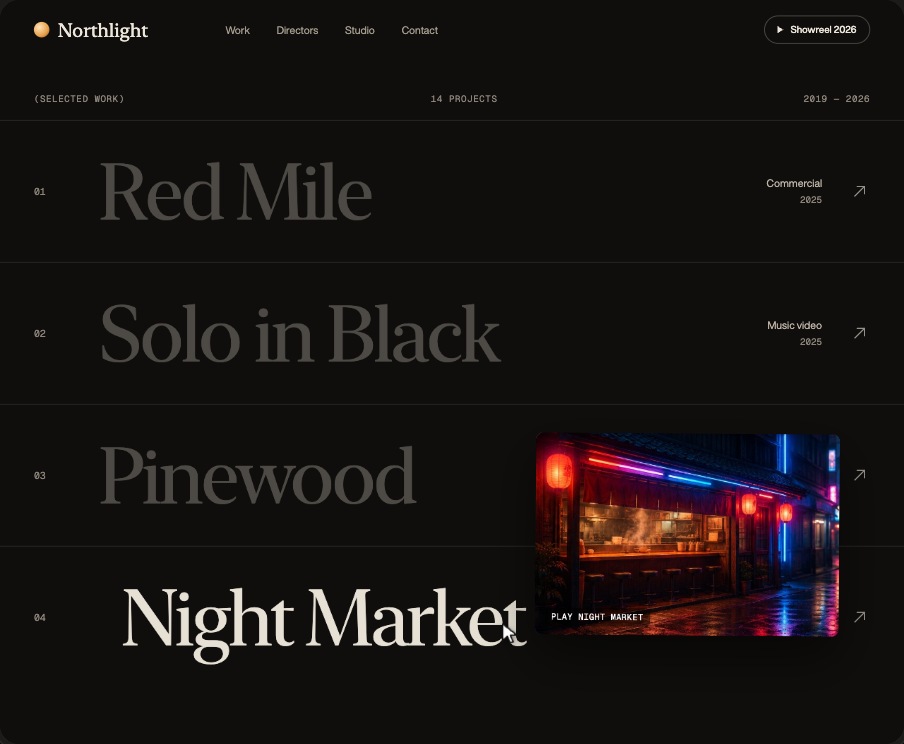 Northlight
Work Directors Studio Contact
Showreel 2026
(SELECTED WORK) 14 PROJECTS 2019 — 2026
01 Red Mile Commercial
2025
02 Solo in Black Music video
2025
03 Pinewood
04 Night Market
PLAY NIGHT MARKET